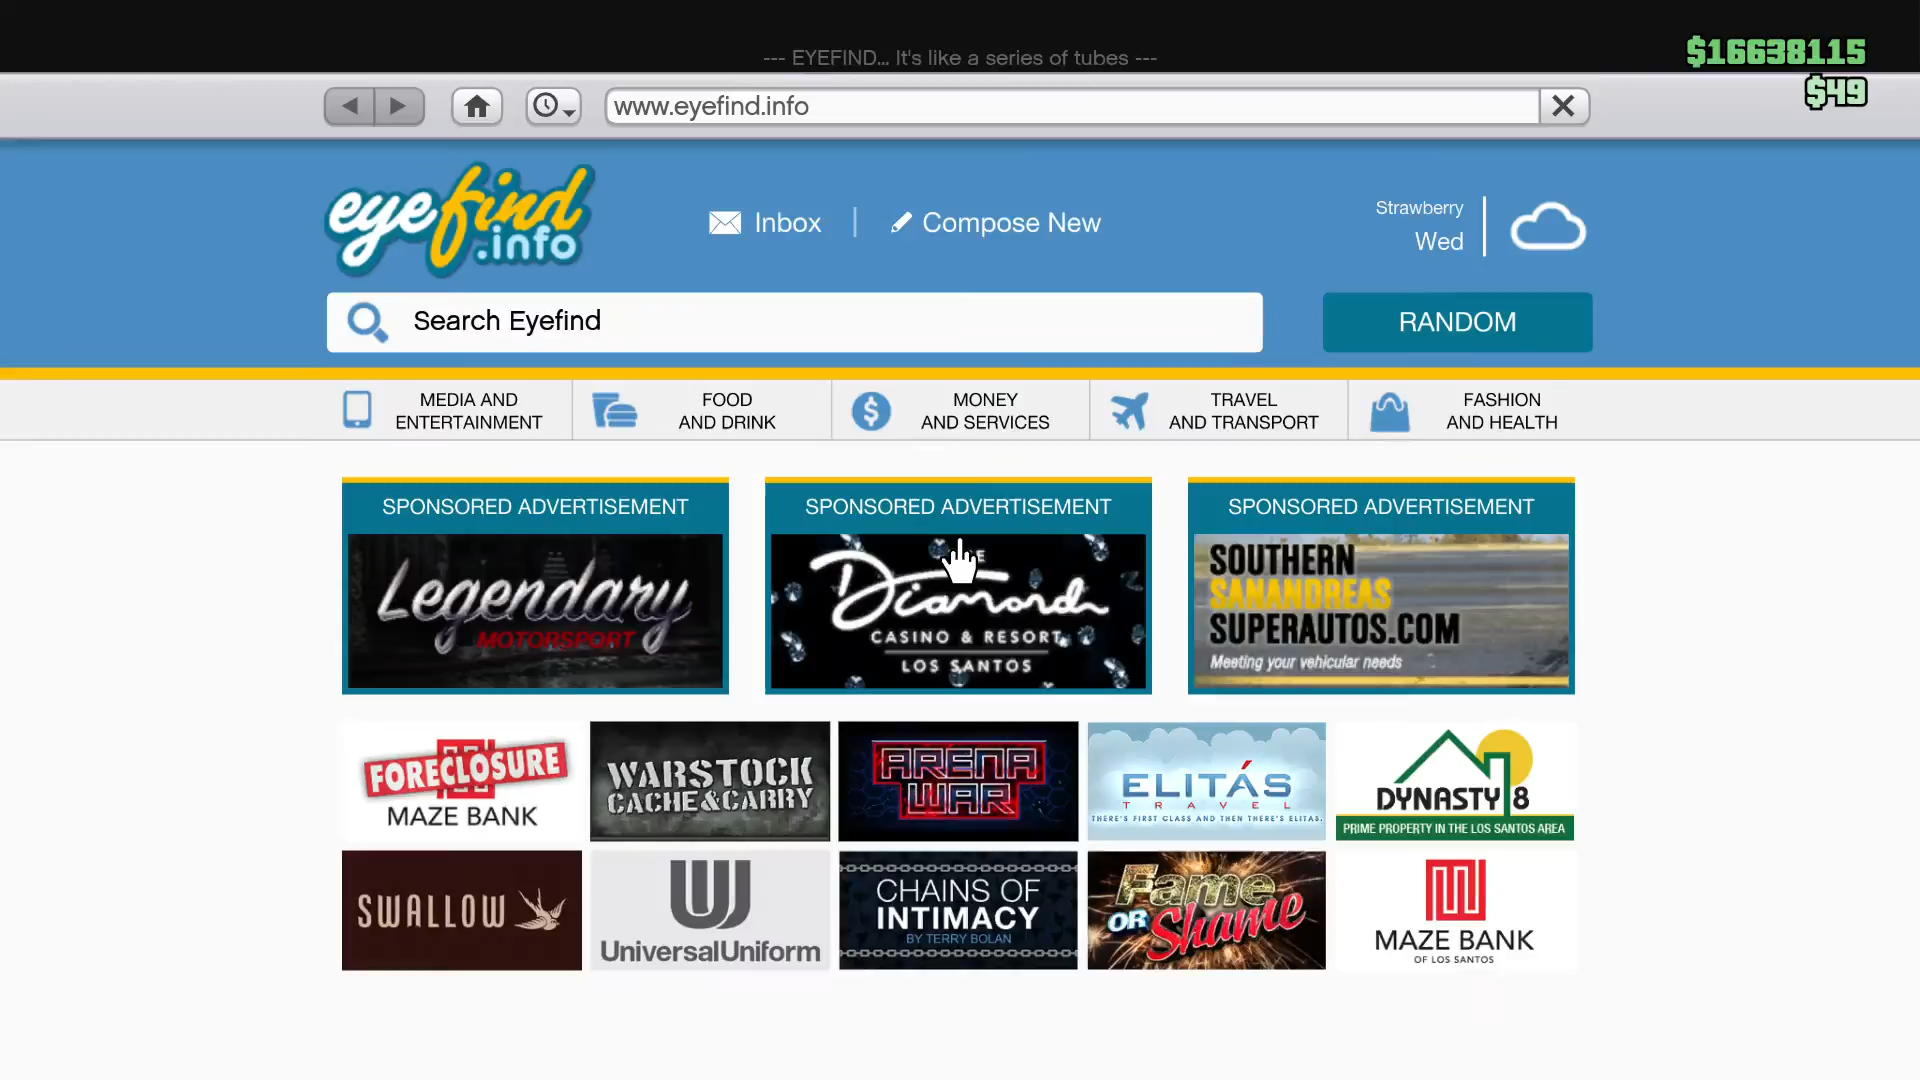 --- EYEFIND... It's like a series of tubes ---
$16638115
$49
www.eyefind.info
eyefind
.info
Inbox
Compose New
Strawberry
Wed
Search Eyefind
RANDOM
MEDIA AND
ENTERTAINMENT
FOOD
AND DRINK
MONEY
AND SERVICES
TRAVEL
AND TRANSPORT
FASHION
AND HEALTH
SPONSORED ADVERTISEMENT
Legendary
MOTORSPORT
SPONSORED ADVERTISEMENT
Diamond
CASINO & RESORT
LOS SANTOS
SPONSORED ADVERTISEMENT
SOUTHERN
SANANDREAS
SUPERAUTOS.COM
Meeting your vehicular needs
FORECLOSURE
MAZE BANK
WARSTOCK
CACHE&CARRY
ARENA
WAR
ELITÁS
TRAVEL
THERE'S FIRST CLASS AND THEN THERE'S ELITAS.
DYNASTY 8
PRIME PROPERTY IN THE LOS SANTOS AREA
SWALLOW
UniversalUniform
CHAINS OF
INTIMACY
BY TERRY BOLAN
Fame
OR Shame
MAZE BANK
OF LOS SANTOS